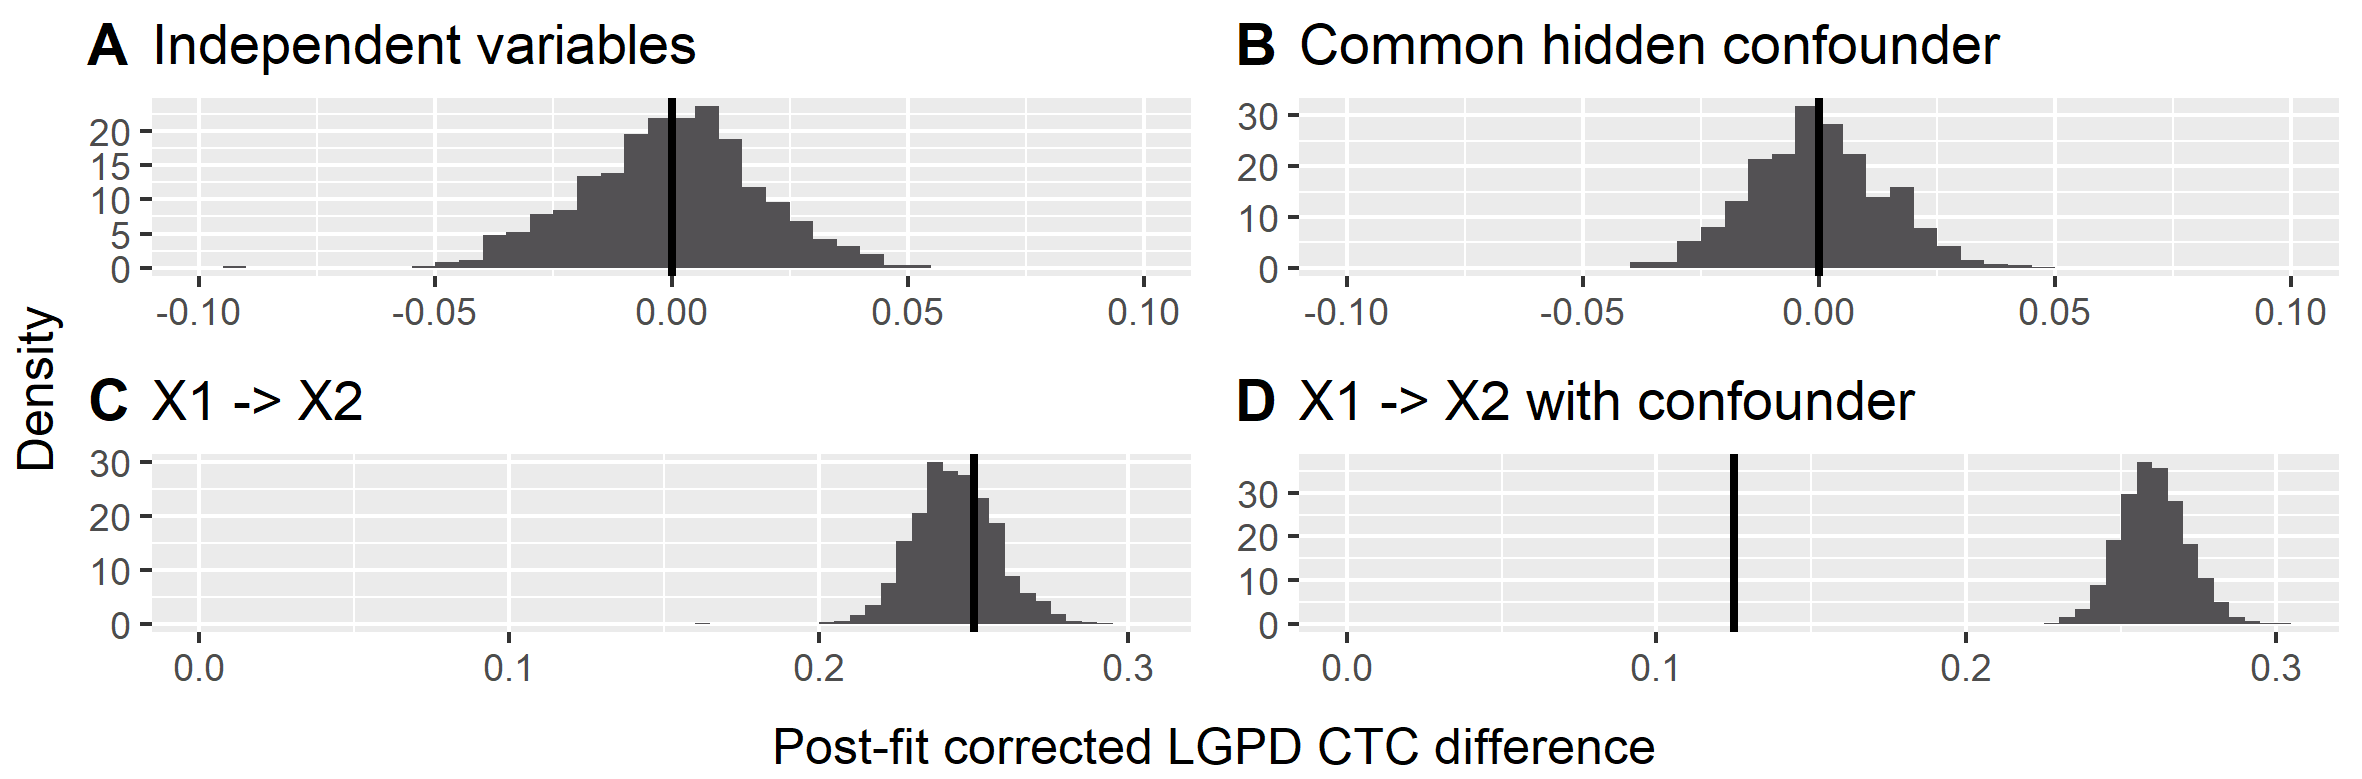 A Independent variables
20
15
10
5
0
-0.10 -0.05 0.00 0.05 0.10
B Common hidden confounder
30
20
10
0
-0.10 -0.05 0.00 0.05 0.10
Density
C X1 -> X2
30
20
10
0
0.0 0.1 0.2 0.3
D X1 -> X2 with confounder
30
20
10
0
0.0 0.1 0.2 0.3
Post-fit corrected LGPD CTC difference